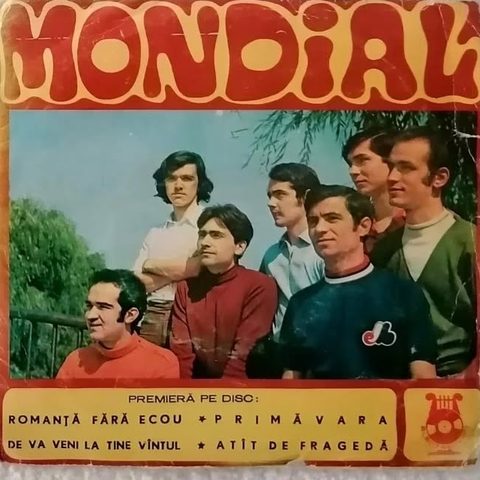 MONDiAL
PREMIERĂ PE DISC:
ROMANȚĂ FĂRĂ ECOU ★ PRIMĂVARA
DE VA VENI LA TINE VÎNTUL ★ ATÎT DE FRAGEDĂ